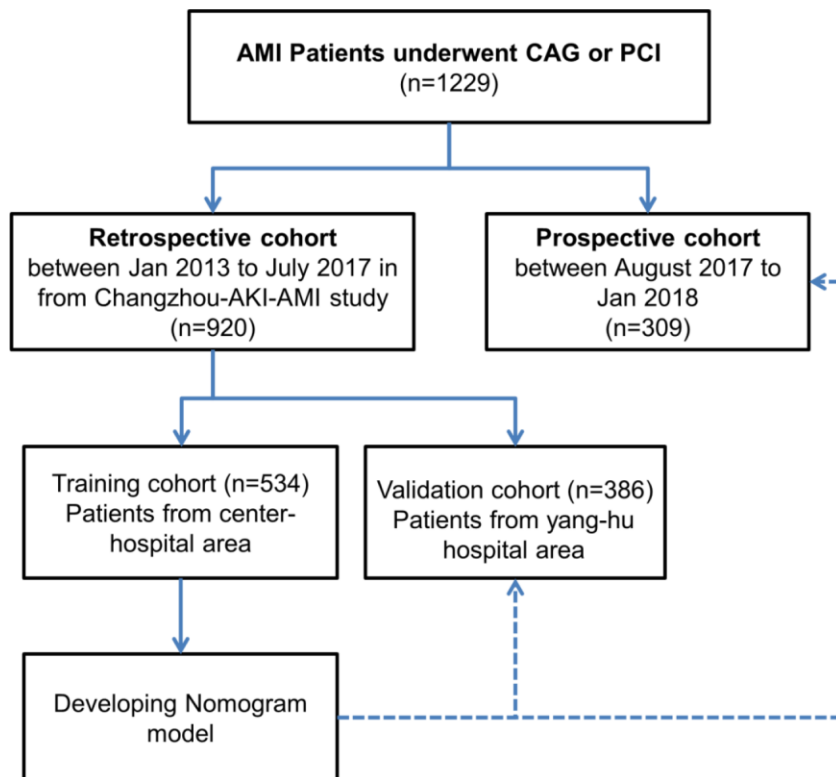 AMI Patients underwent CAG or PCI
(n=1229)
Retrospective cohort
between Jan 2013 to July 2017 in
from Changzhou-AKI-AMI study
(n=920)
Prospective cohort
between August 2017 to
Jan 2018
(n=309)
Training cohort (n=534)
Patients from center-
hospital area
Validation cohort (n=386)
Patients from yang-hu
hospital area
Developing Nomogram
model